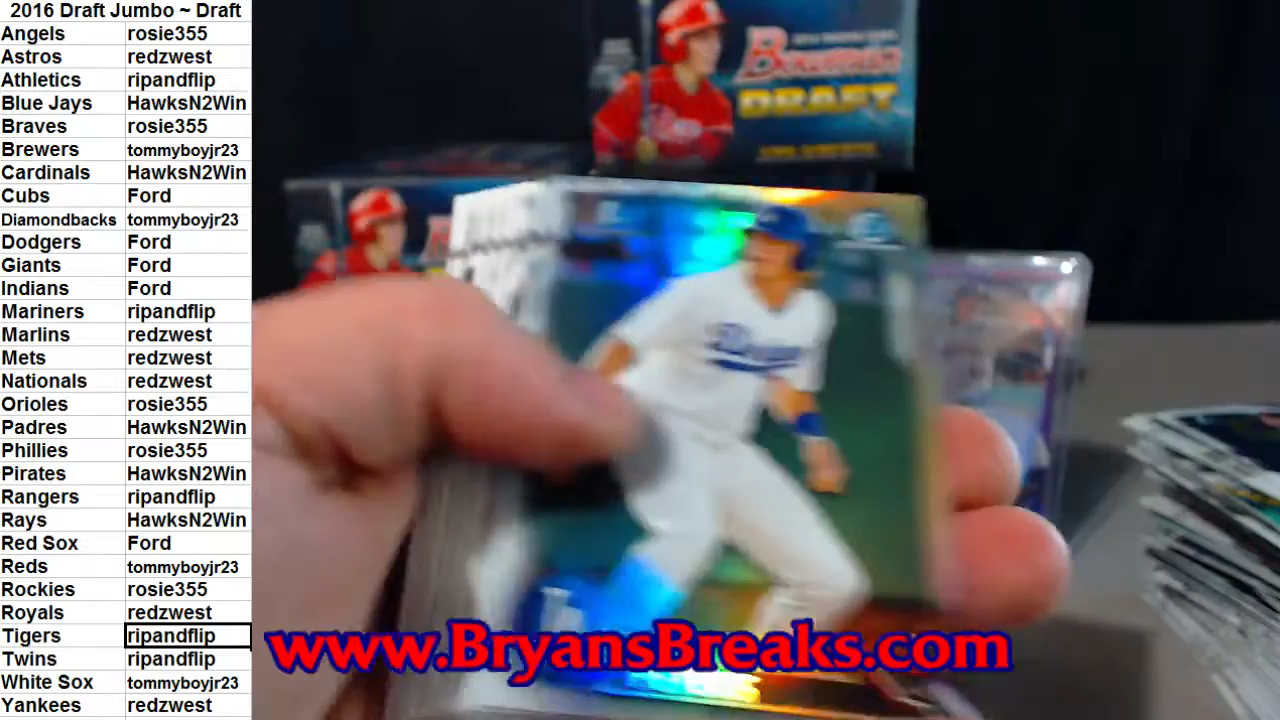 2016 Draft Jumbo ~ Draft
Angels rosie355
Astros redzwest
Athletics ripandflip
Blue Jays HawksN2Win
Braves rosie355
Brewers tommyboyjr23
Cardinals HawksN2Win
Cubs Ford
Diamondbacks tommyboyjr23
Dodgers Ford
Giants Ford
Indians Ford
Mariners ripandflip
Marlins redzwest
Mets redzwest
Nationals redzwest
Orioles rosie355
Padres HawksN2Win
Phillies rosie355
Pirates HawksN2Win
Rangers ripandflip
Rays HawksN2Win
Red Sox Ford
Reds tommyboyjr23
Rockies rosie355
Royals redzwest
Tigers ripandflip
Twins ripandflip
White Sox tommyboyjr23
Yankees redzwest
Bowman
DRAFT
www.BryansBreaks.com